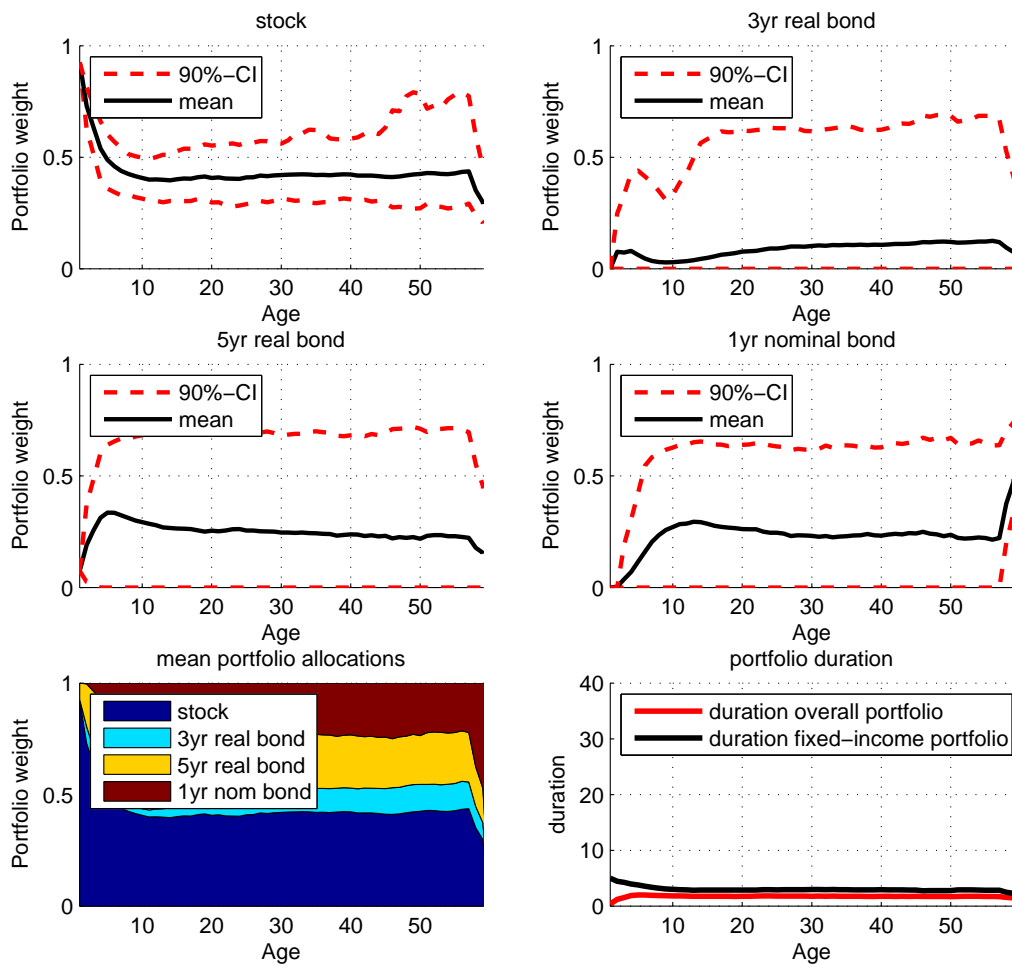 stock
1
0.5
0
Portfolio weight
90%−CI
mean
10 20 30 40 50
Age
3yr real bond
1
0.5
0
Portfolio weight
90%−CI
mean
10 20 30 40 50
Age
5yr real bond
1
0.5
0
Portfolio weight
90%−CI
mean
10 20 30 40 50
Age
1yr nominal bond
1
0.5
0
Portfolio weight
90%−CI
mean
10 20 30 40 50
Age
mean portfolio allocations
1
0.5
0
Portfolio weight
stock
3yr real bond
5yr real bond
1yr nom bond
10 20 30 40 50
Age
portfolio duration
40
30
20
10
0
duration
duration overall portfolio
duration fixed−income portfolio
10 20 30 40 50
Age